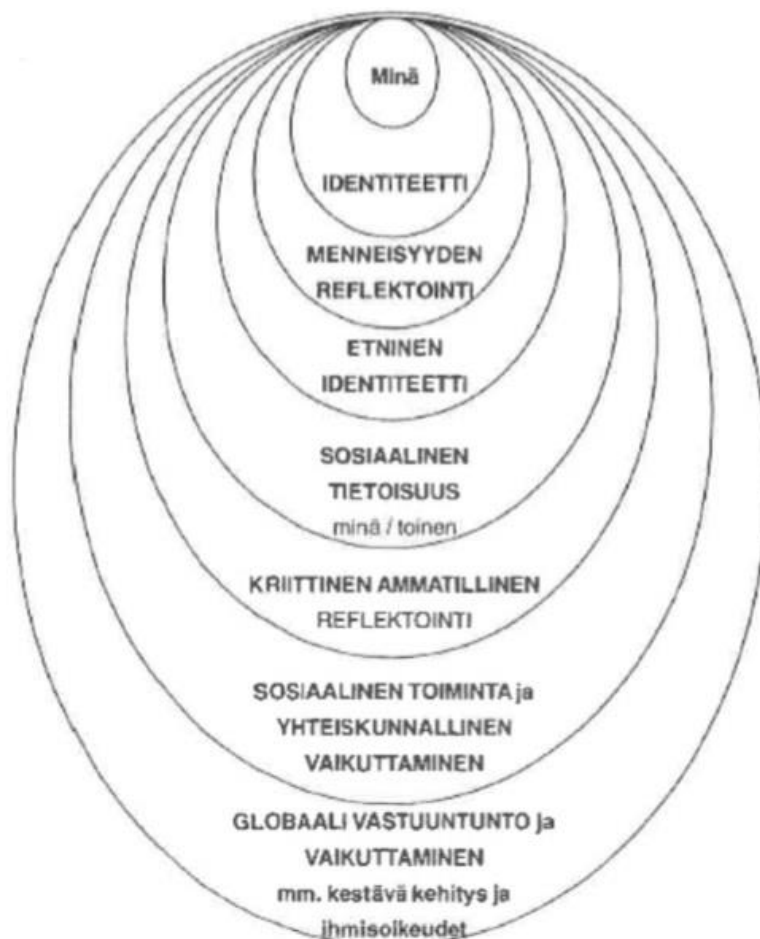 Minä
IDENTITEETTI
MENNEISYYDEN
REFLEKTOINTI
ETNINEN
IDENTITEETTI
SOSIAALINEN
TIETOISUUS
minä / toinen
KRIITTINEN AMMATILLINEN
REFLEKTOINTI
SOSIAALINEN TOIMINTA ja
YHTEISKUNNALLINEN
VAIKUTTAMINEN
GLOBAALI VASTUUNTUNTO ja
VAIKUTTAMINEN
mm. kestävä kehitys ja
ihmisoikeudet